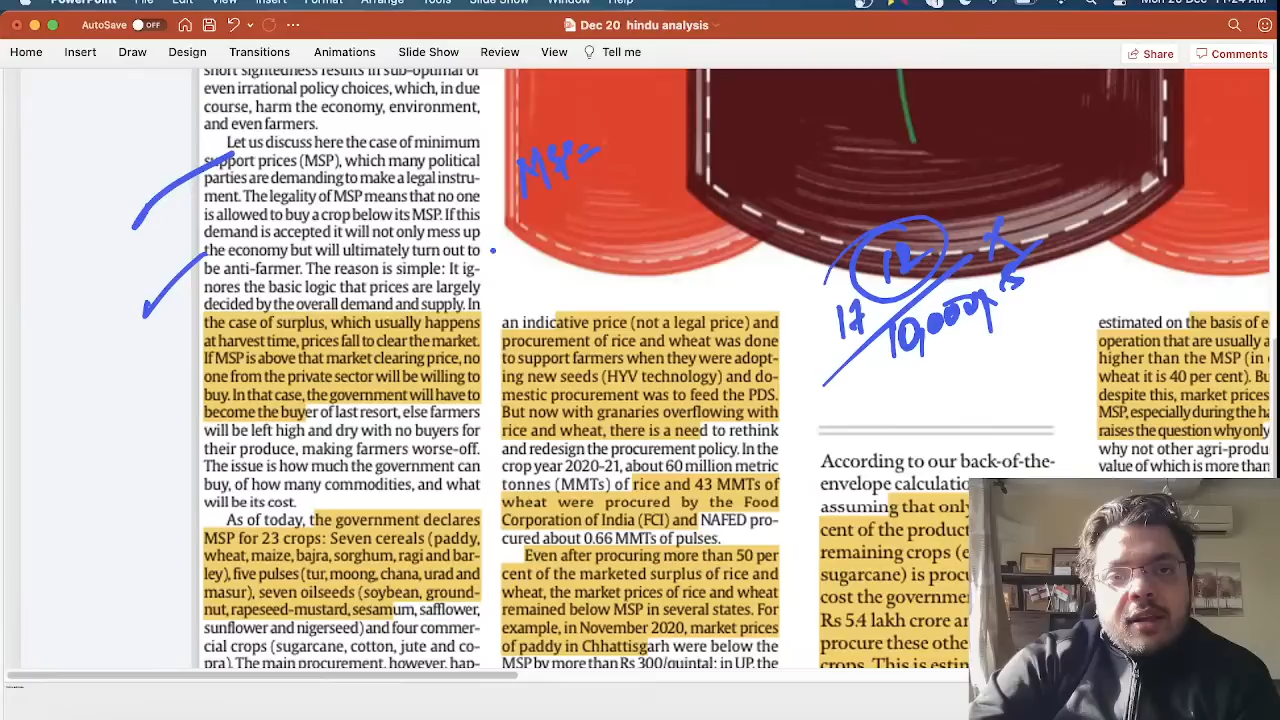 PowerPoint File Edit View Insert Format Arrange Tools Slide Show Window Help
AutoSave OFF
Dec 20 hindu analysis
Home Insert Draw Design Transitions Animations Slide Show Review View Tell me
Share Comments
short sightedness results in sub-optimal or
even irrational policy choices, which, in due
course, harm the economy, environment,
and even farmers.
Let us discuss here the case of minimum
support prices (MSP), which many political
parties are demanding to make a legal instru-
ment. The legality of MSP means that no one
is allowed to buy a crop below its MSP. If this
demand is accepted it will not only mess up
the economy but will ultimately turn out to
be anti-farmer. The reason is simple: It ig-
nores the basic logic that prices are largely
decided by the overall demand and supply. In
the case of surplus, which usually happens
at harvest time, prices fall to clear the market.
If MSP is above that market clearing price, no
one from the private sector will be willing to
buy. In that case, the government will have to
become the buyer of last resort, else farmers
will be left high and dry with no buyers for
their produce, making farmers worse-off.
The issue is how much the government can
buy, of how many commodities, and what
will be its cost.
As of today, the government declares
MSP for 23 crops: Seven cereals (paddy,
wheat, maize, bajra, sorghum, ragi and bar-
ley), five pulses (tur, moong, chana, urad and
masur), seven oilseeds (soybean, ground-
nut, rapeseed-mustard, sesamum, safflower,
sunflower and nigerseed) and four commer-
cial crops (sugarcane, cotton, jute and co-
pra). The main procurement, however, hap-
MSP =
an indicative price (not a legal price) and
procurement of rice and wheat was done
to support farmers when they were adopt-
ing new seeds (HYV technology) and do-
mestic procurement was to feed the PDS.
But now with granaries overflowing with
rice and wheat, there is a need to rethink
and redesign the procurement policy. In the
crop year 2020-21, about 60 million metric
tonnes (MMTs) of rice and 43 MMTs of
wheat were procured by the Food
Corporation of India (FCI) and NAFED pro-
cured about 0.66 MMTs of pulses.
Even after procuring more than 50 per
cent of the marketed surplus of rice and
wheat, the market prices of rice and wheat
remained below MSP in several states. For
example, in November 2020, market prices
of paddy in Chhattisgarh were below the
MSP by more than Rs 300/quintal; in UP, the
17
10,000
According to our back-of-the-
envelope calculatio
assuming that only
cent of the product
remaining crops (e
sugarcane) is procu
cost the governme
Rs 5.4 lakh crore an
procure these othe
crops. This is estin
estimated on the basis of e
operation that are usually a
higher than the MSP (in
wheat it is 40 per cent). Bu
despite this, market prices
MSP, especially during the ha
raises the question why only
why not other agri-produ
value of which is more than